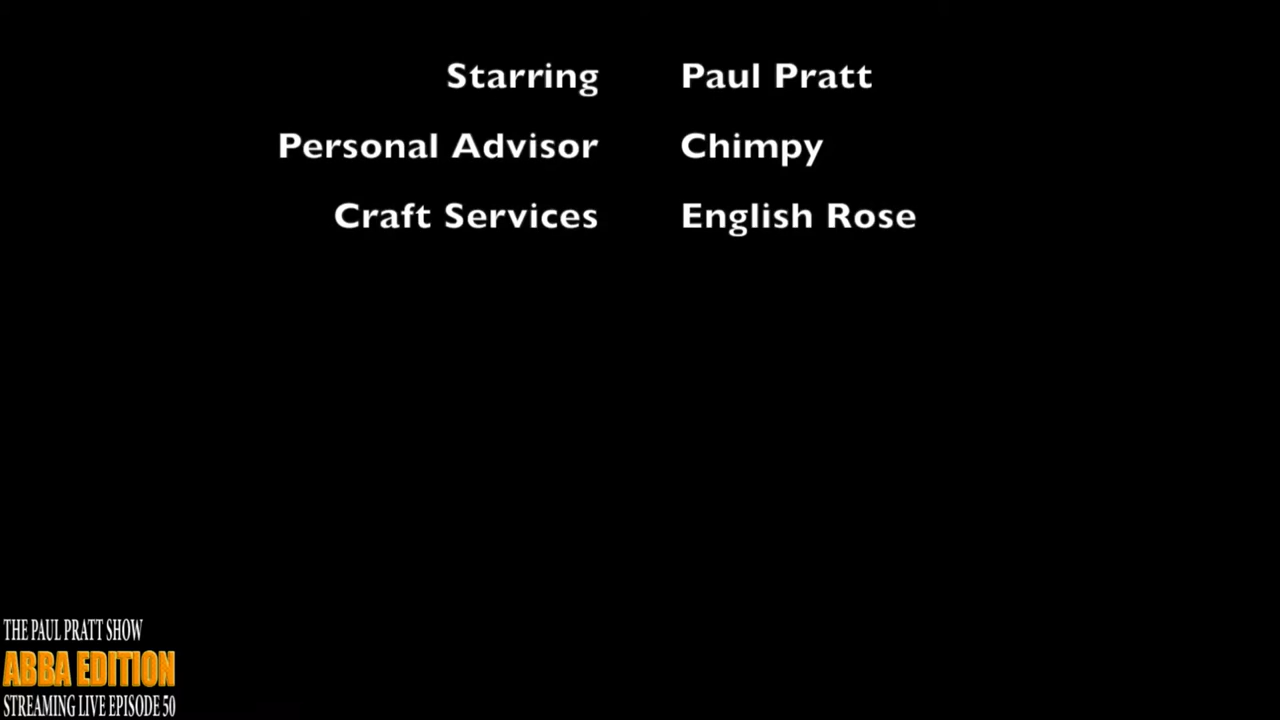 Starring Paul Pratt
Personal Advisor Chimpy
Craft Services English Rose
THE PAUL PRATT SHOW
ABBA EDITION
STREAMING LIVE EPISODE 50